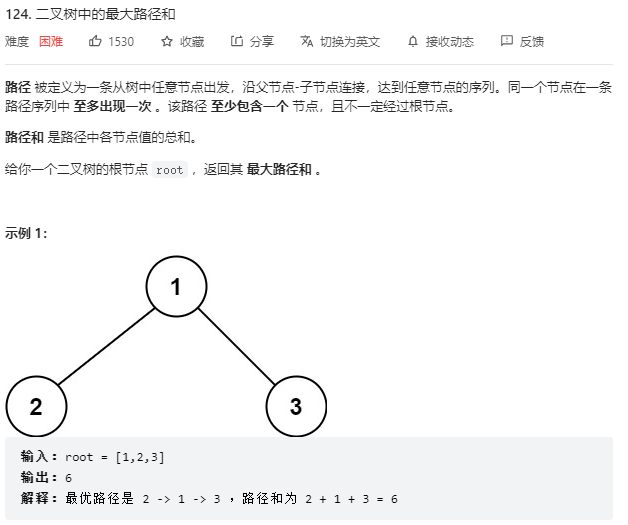 124. 二叉树中的最大路径和
难度 困难 1530 收藏 分享 切换为英文 接收动态 反馈
路径 被定义为一条从树中任意节点出发，沿父节点-子节点连接，达到任意节点的序列。同一个节点在一条
路径序列中 至多出现一次 。该路径 至少包含一个 节点，且不一定经过根节点。
路径和 是路径中各节点值的总和。
给你一个二叉树的根节点 root ，返回其 最大路径和 。
示例 1：
1
2 3
输入：root = [1,2,3]
输出：6
解释：最优路径是 2 -> 1 -> 3 ，路径和为 2 + 1 + 3 = 6